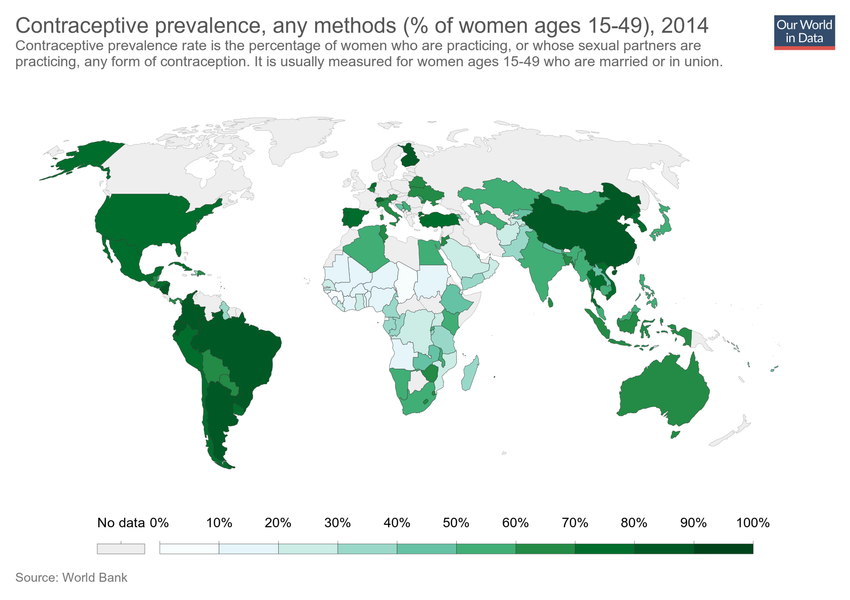 Contraceptive prevalence, any methods (% of women ages 15-49), 2014
Our World
in Data
Contraceptive prevalence rate is the percentage of women who are practicing, or whose sexual partners are
practicing, any form of contraception. It is usually measured for women ages 15-49 who are married or in union.
No data 0% 10% 20% 30% 40% 50% 60% 70% 80% 90% 100%
Source: World Bank